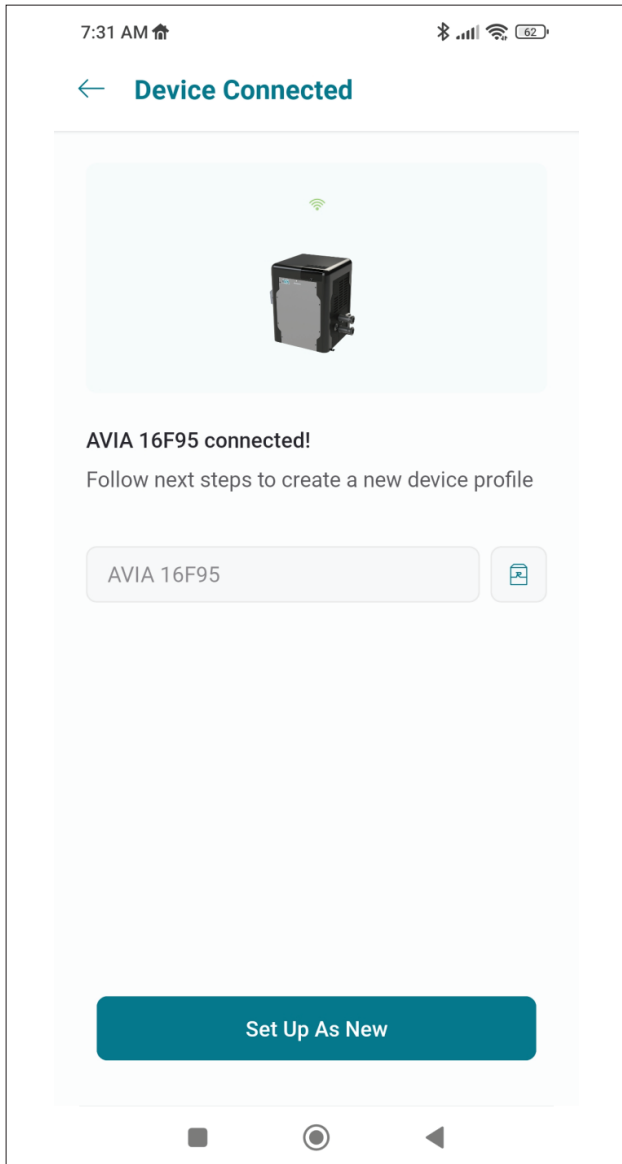 7:31 AM
62
Device Connected
AVIA 16F95 connected!
Follow next steps to create a new device profile
AVIA 16F95
Set Up As New